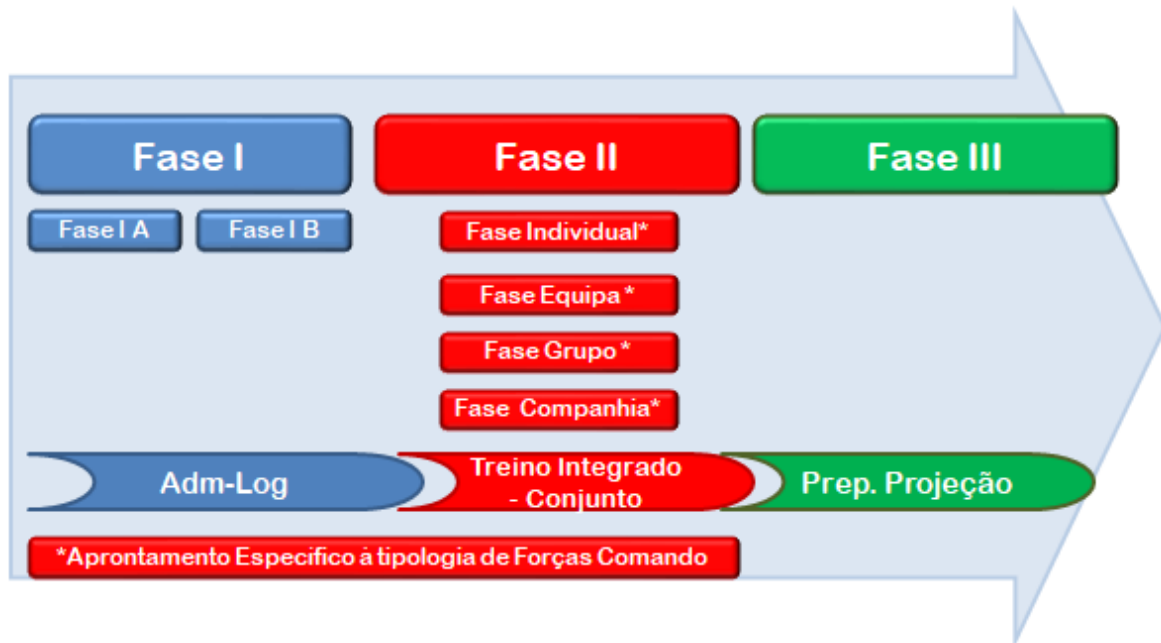 Fase I
Fase II
Fase III
Fase I A
Fase I B
Fase Individual*
Fase Equipa *
Fase Grupo *
Fase Companhia*
Adm-Log
Treino Integrado
- Conjunto
Prep. Projeção
*Aprontamento Especifico à tipologia de Forças Comando